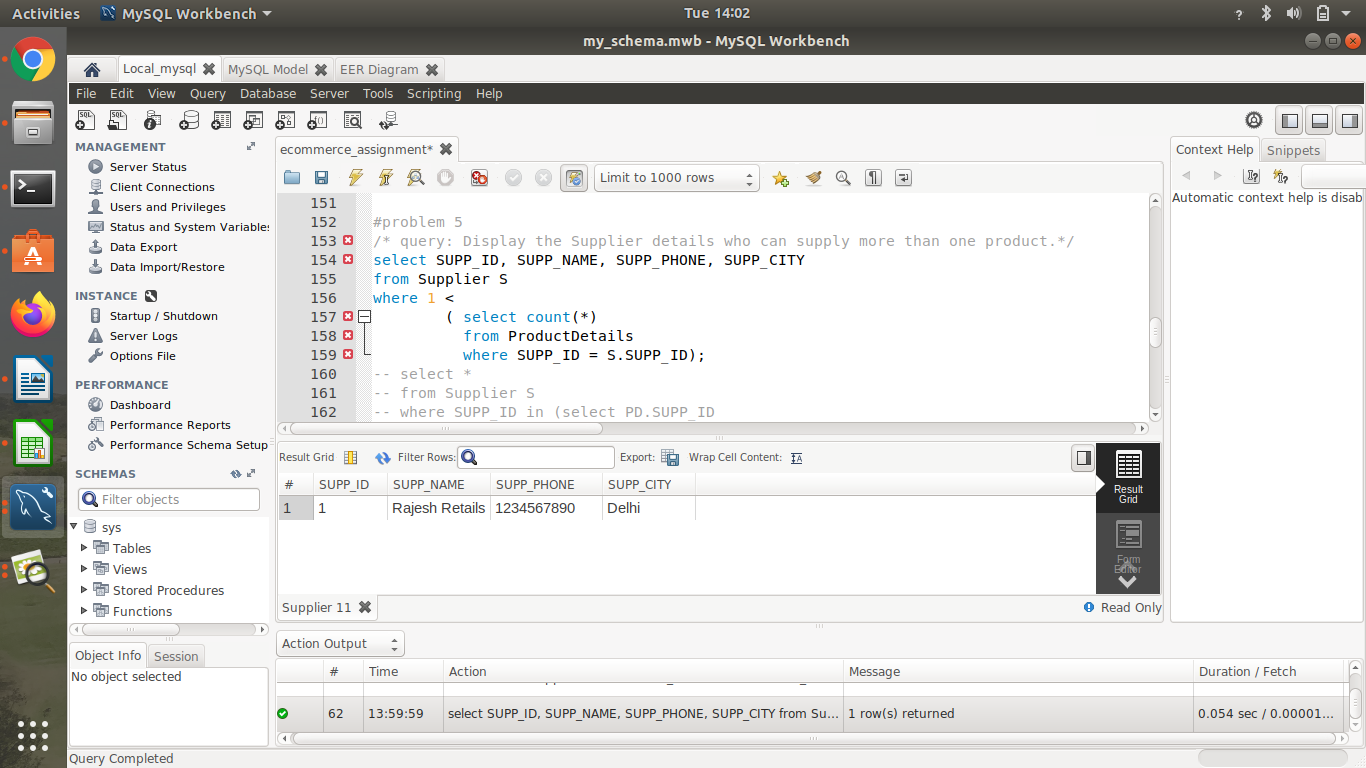 Activities MySQL Workbench Tue 14:02 ?
my_schema.mwb - MySQL Workbench
Local_mysql MySQL Model EER Diagram
File Edit View Query Database Server Tools Scripting Help
MANAGEMENT
Server Status
Client Connections
Users and Privileges
Status and System Variables
Data Export
Data Import/Restore
INSTANCE
Startup / Shutdown
Server Logs
Options File
PERFORMANCE
Dashboard
Performance Reports
Performance Schema Setup
SCHEMAS
Filter objects
sys
Tables
Views
Stored Procedures
Functions
Object Info Session
No object selected
ecommerce_assignment*
Limit to 1000 rows
151
152 #problem 5
153 /* query: Display the Supplier details who can supply more than one product.*/
154 select SUPP_ID, SUPP_NAME, SUPP_PHONE, SUPP_CITY
155 from Supplier S
156 where 1 <
157 ( select count(*)
158 from ProductDetails
159 where SUPP_ID = S.SUPP_ID);
160 -- select *
161 -- from Supplier S
162 -- where SUPP_ID in (select PD.SUPP_ID
Result Grid Filter Rows: Export: Wrap Cell Content:
# SUPP_ID SUPP_NAME SUPP_PHONE SUPP_CITY
1 1 Rajesh Retails 1234567890 Delhi
Result Grid
Form Editor
Supplier 11 Read Only
Action Output
# Time Action Message Duration / Fetch
62 13:59:59 select SUPP_ID, SUPP_NAME, SUPP_PHONE, SUPP_CITY from Su... 1 row(s) returned 0.054 sec / 0.00001...
Context Help Snippets
Automatic context help is disab
Query Completed